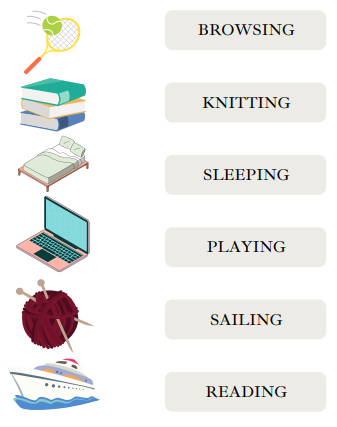 BROWSING
KNITTING
SLEEPING
PLAYING
SAILING
READING